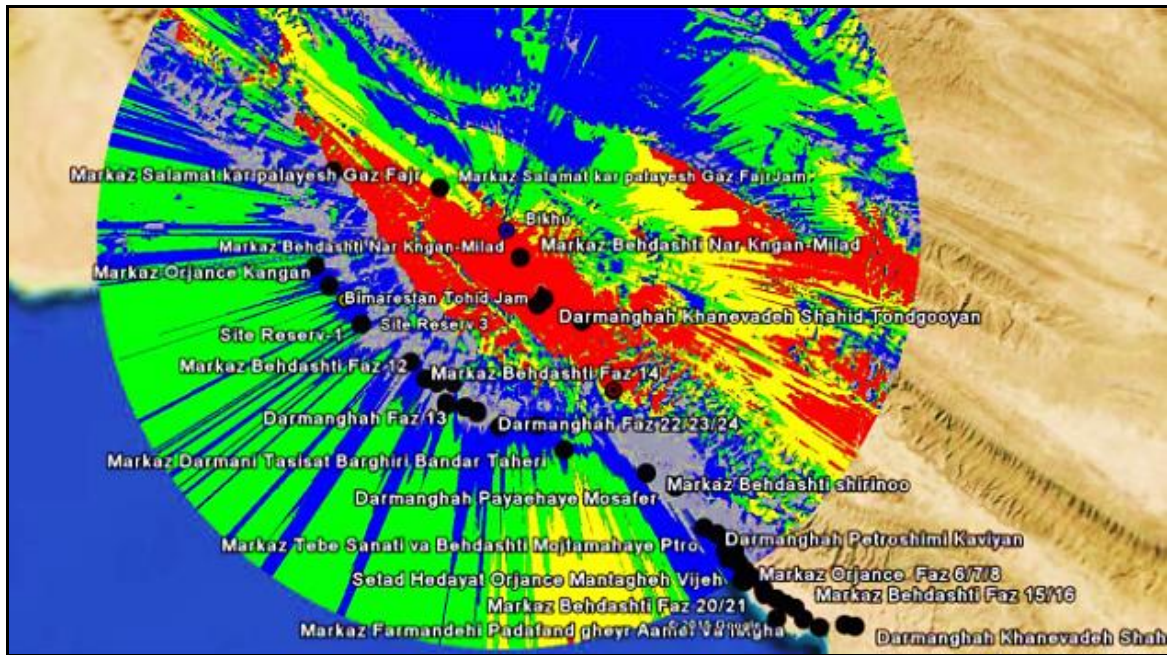 Markaz Salamat kar palayesh Gaz Fajr
Markaz Salamat kar palayesh Gaz FajrJam
Bikhu
Markaz Behdashti Nar Kngan-Milad
Markaz Behdashti Nar Kngan-Milad
Markaz Orjance Kangan
Bimarestan Tohid Jam
Darmanghah Khanevadeh Shahid Tondgooyan
Site Reserv-1
Site Reserv 3
Markaz Behdashti Faz 12
Markaz Behdashti Faz 14
Darmanghah Faz 13
Darmanghah Faz 22/23/24
Markaz Darmani Tasisat Barghiri Bandar Taheri
Markaz Behdashti shirinoo
Darmanghah Payaehaye Mosafer
Darmanghah Petroshimi Kaviyan
Markaz Tebe Sanati va Behdashti Mojtamahaye Ptro
Markaz Orjance Faz 6/7/8
Setad Hedayat Orjance Mantagheh Vijeh
Markaz Behdashti Faz 15/16
Markaz Behdashti Faz 20/21
Markaz Farmandehi Padafand gheyr Aamel Va
Darmanghah Khanevadeh Shah